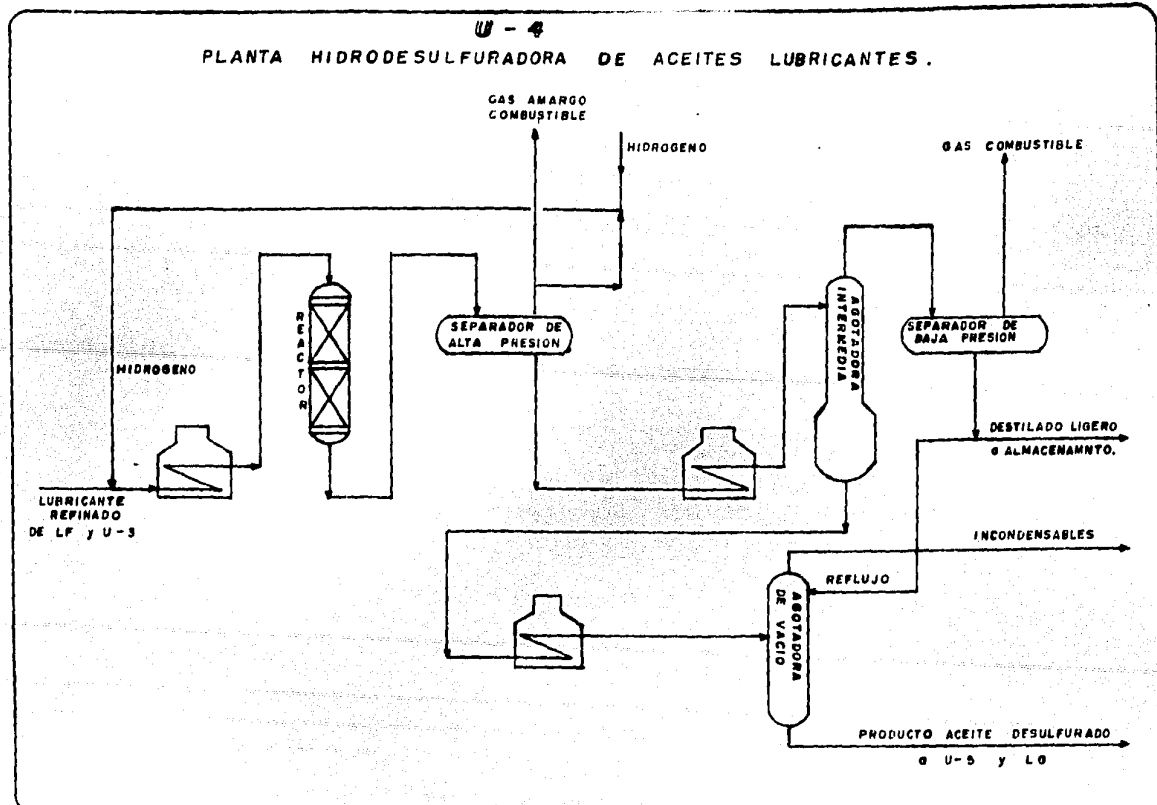 U - 4
PLANTA HIDRODESULFURADORA DE ACEITES LUBRICANTES.
GAS AMARGO
COMBUSTIBLE
HIDROGENO
GAS COMBUSTIBLE
REACTOR
SEPARADOR DE
ALTA PRESION
AGOTADORA
INTERMEDIA
SEPARADOR DE
BAJA PRESION
HIDROGENO
DESTILADO LIGERO
a ALMACENAMNTO.
LUBRICANTE
REFINADO
DE LF y U-3
INCONDENSABLES
REFLUJO
AGOTADORA
DE VACIO
PRODUCTO ACEITE DESULFURADO
a U-5 y LG